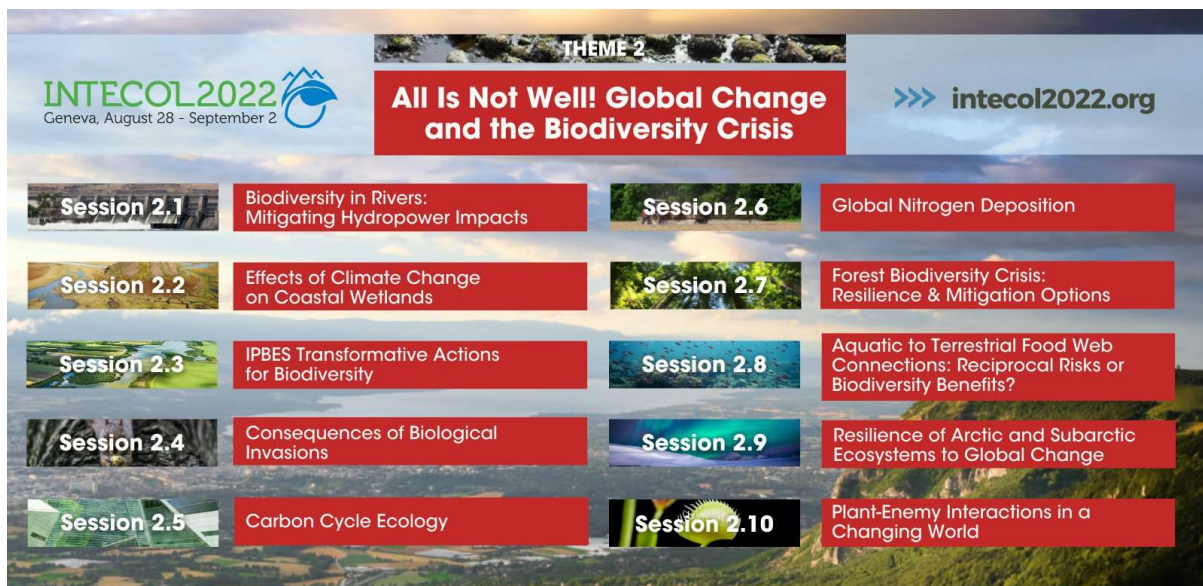 THEME 2
INTECOL2022
Geneva, August 28 - September 2
All Is Not Well! Global Change
and the Biodiversity Crisis
>>> intecol2022.org
Session 2.1
Biodiversity in Rivers:
Mitigating Hydropower Impacts
Session 2.2
Effects of Climate Change
on Coastal Wetlands
Session 2.3
IPBES Transformative Actions
for Biodiversity
Session 2.4
Consequences of Biological
Invasions
Session 2.5
Carbon Cycle Ecology
Session 2.6
Global Nitrogen Deposition
Session 2.7
Forest Biodiversity Crisis:
Resilience & Mitigation Options
Session 2.8
Aquatic to Terrestrial Food Web
Connections: Reciprocal Risks or
Biodiversity Benefits?
Session 2.9
Resilience of Arctic and Subarctic
Ecosystems to Global Change
Session 2.10
Plant-Enemy Interactions in a
Changing World